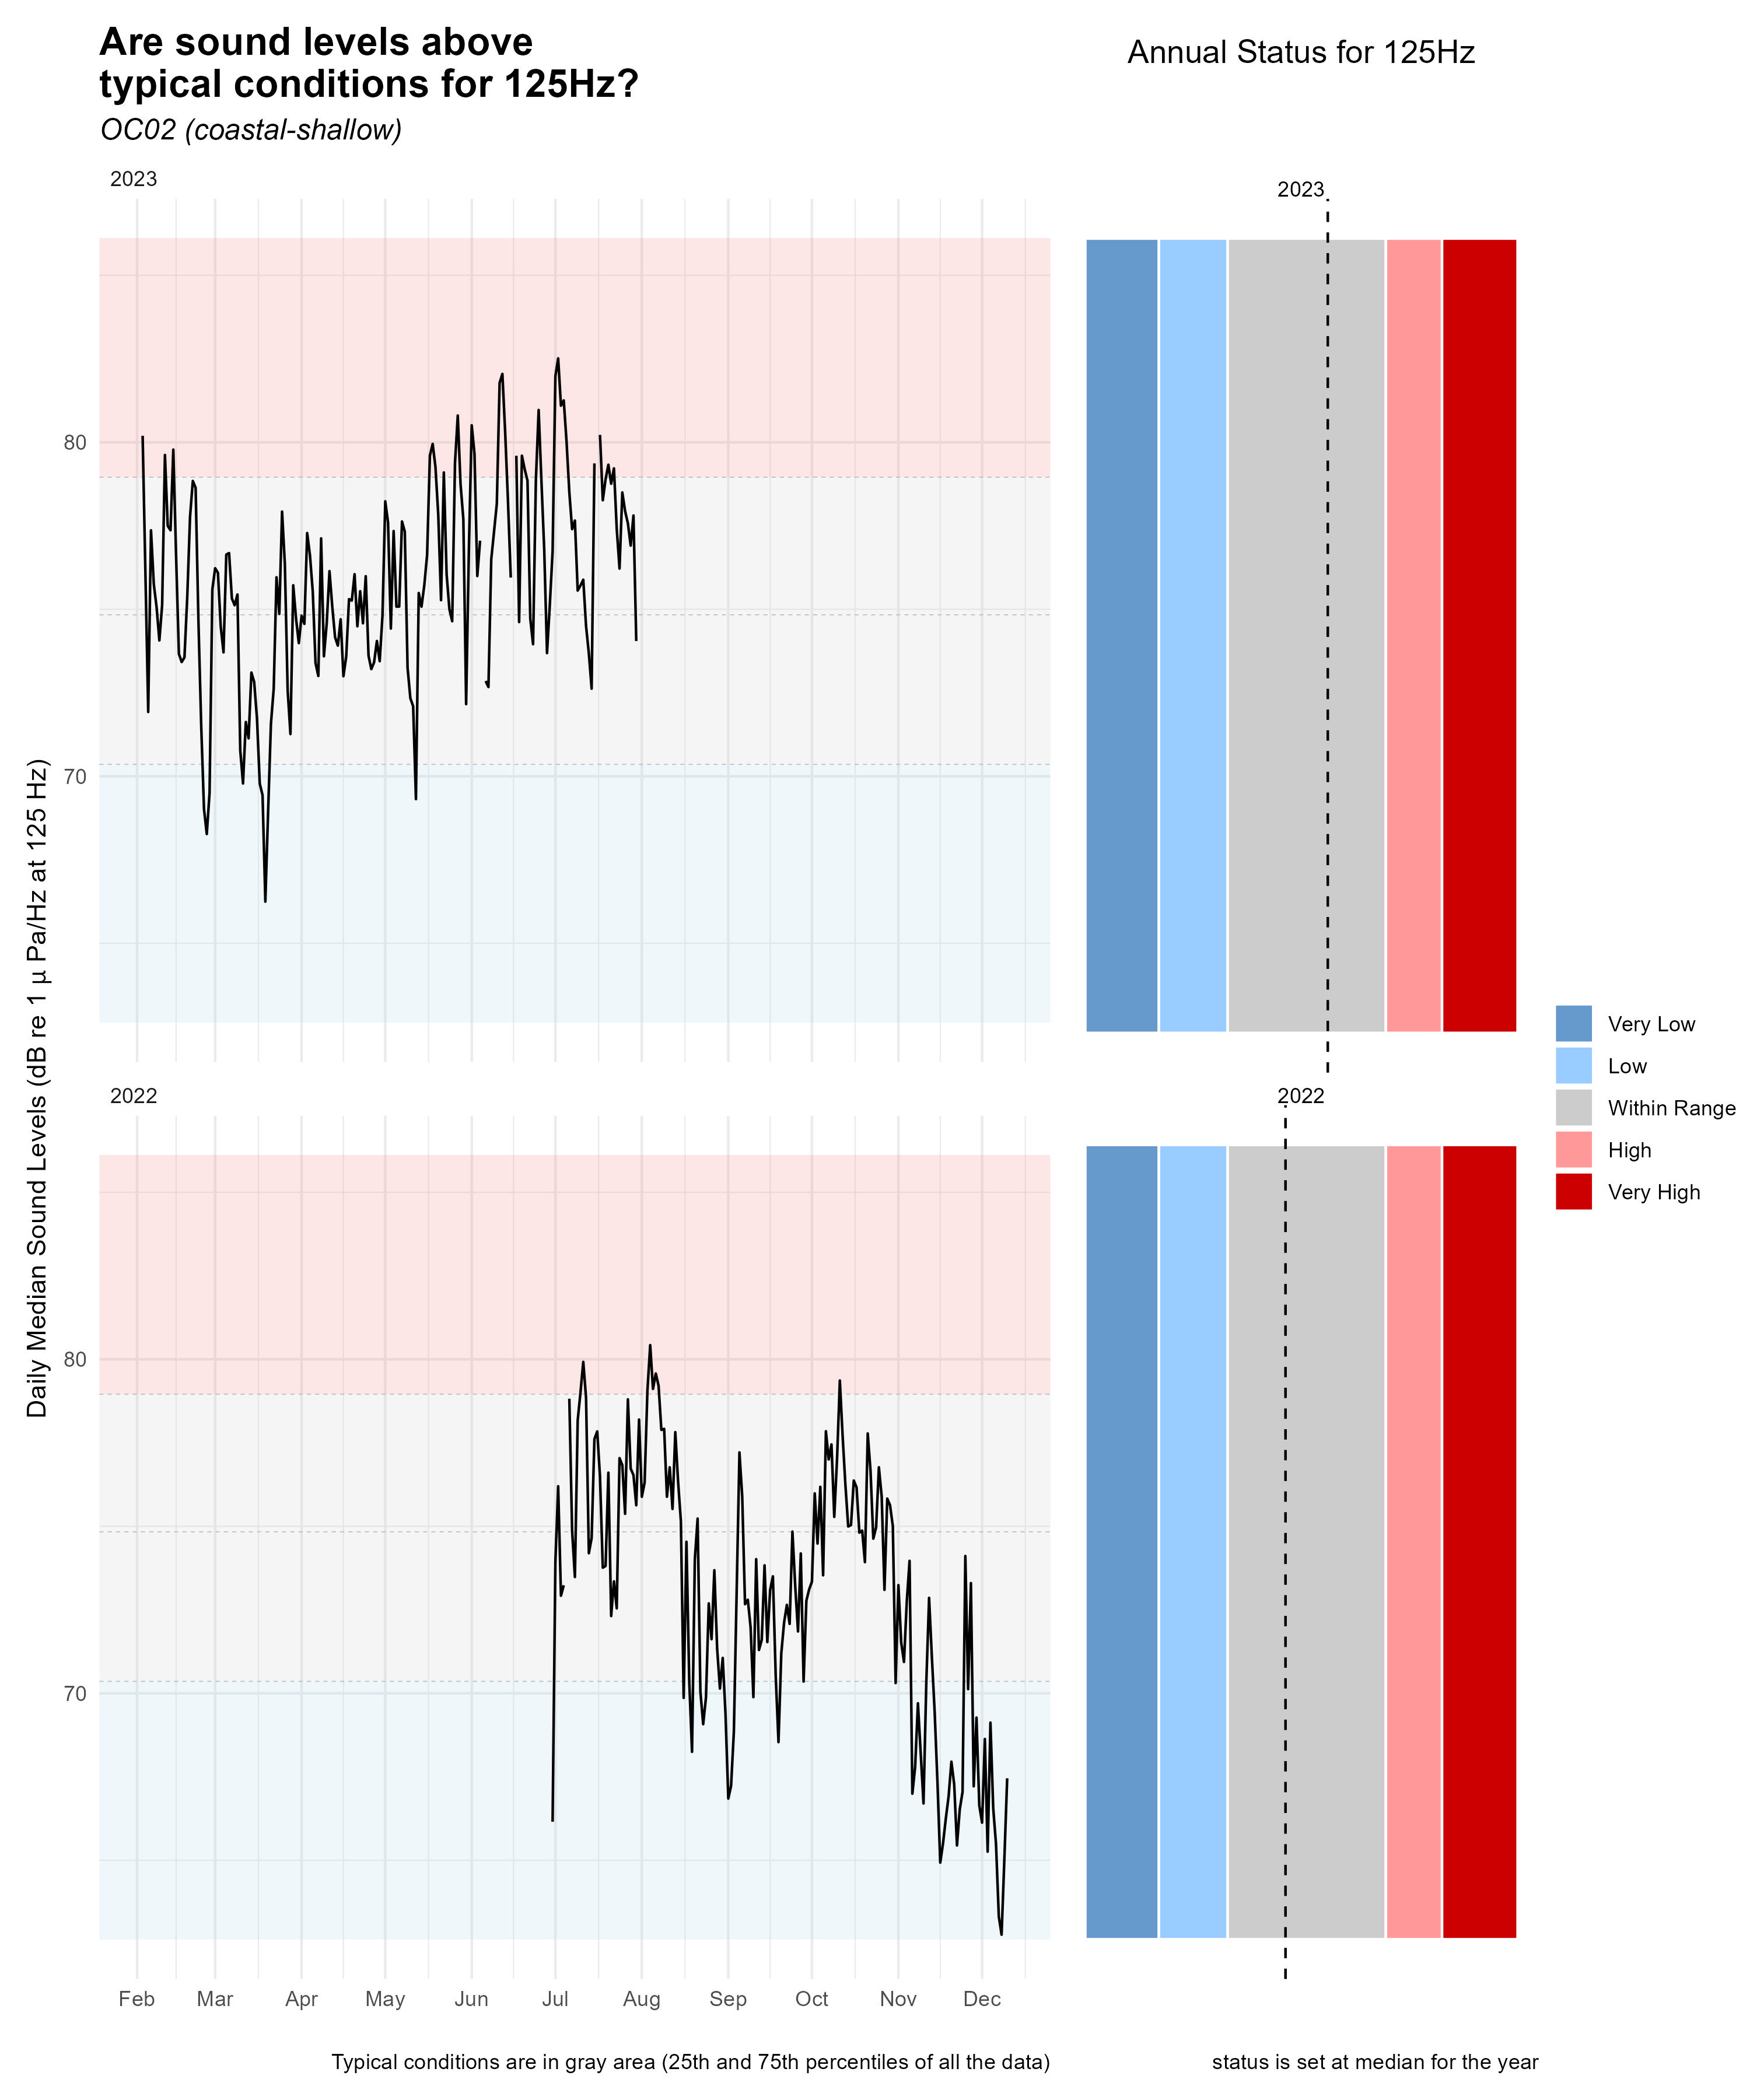 Are sound levels above
typical conditions for 125Hz?
OC02 (coastal-shallow)
Annual Status for 125Hz
2023
2023
80
70
Daily Median Sound Levels (dB re 1 μ Pa/Hz at 125 Hz)
Very Low
Low
Within Range
High
Very High
2022
2022
80
70
Feb Mar Apr May Jun Jul Aug Sep Oct Nov Dec
Typical conditions are in gray area (25th and 75th percentiles of all the data)
status is set at median for the year